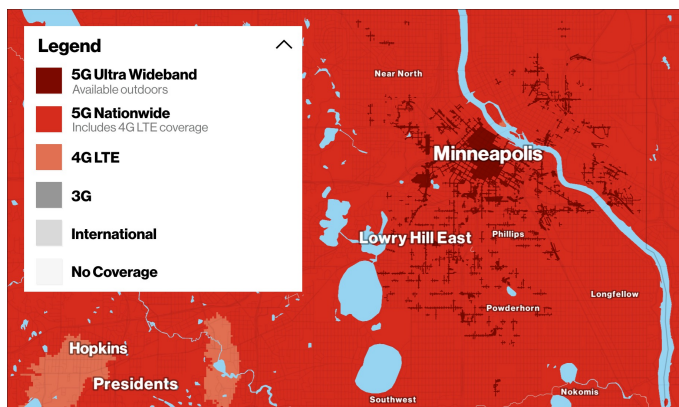 Legend
5G Ultra Wideband
Available outdoors
5G Nationwide
Includes 4G LTE coverage
4G LTE
3G
International
No Coverage
Near North
Minneapolis
Lowry Hill East
Phillips
Longfellow
Powderhorn
Hopkins
Presidents
Southwest
Nokomis